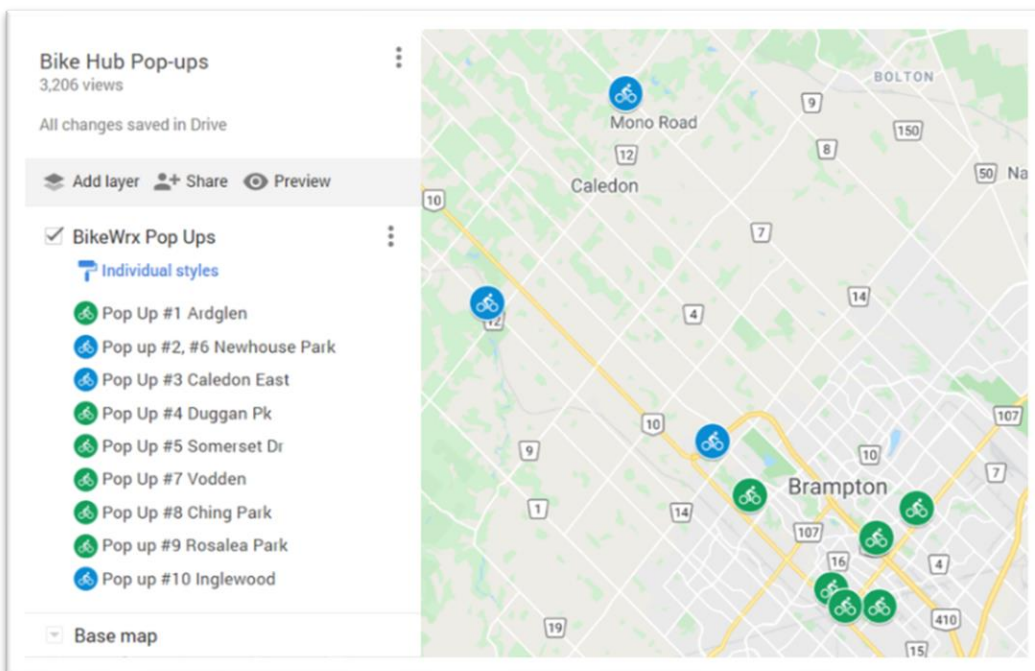 Bike Hub Pop-ups
3,206 views
All changes saved in Drive
Add layer Share Preview
BikeWrx Pop Ups
Individual styles
Pop Up #1 Ardglen
Pop up #2, #6 Newhouse Park
Pop Up #3 Caledon East
Pop Up #4 Duggan Pk
Pop Up #5 Somerset Dr
Pop Up #7 Vodden
Pop Up #8 Ching Park
Pop up #9 Rosalea Park
Pop up #10 Inglewood
Base map
BOLTON
9
Mono Road
150
8
12
50 Na
Caledon
10
7
14
12
4
107
10
9
10
7
Brampton
1
14
107
16
4
410
19
15